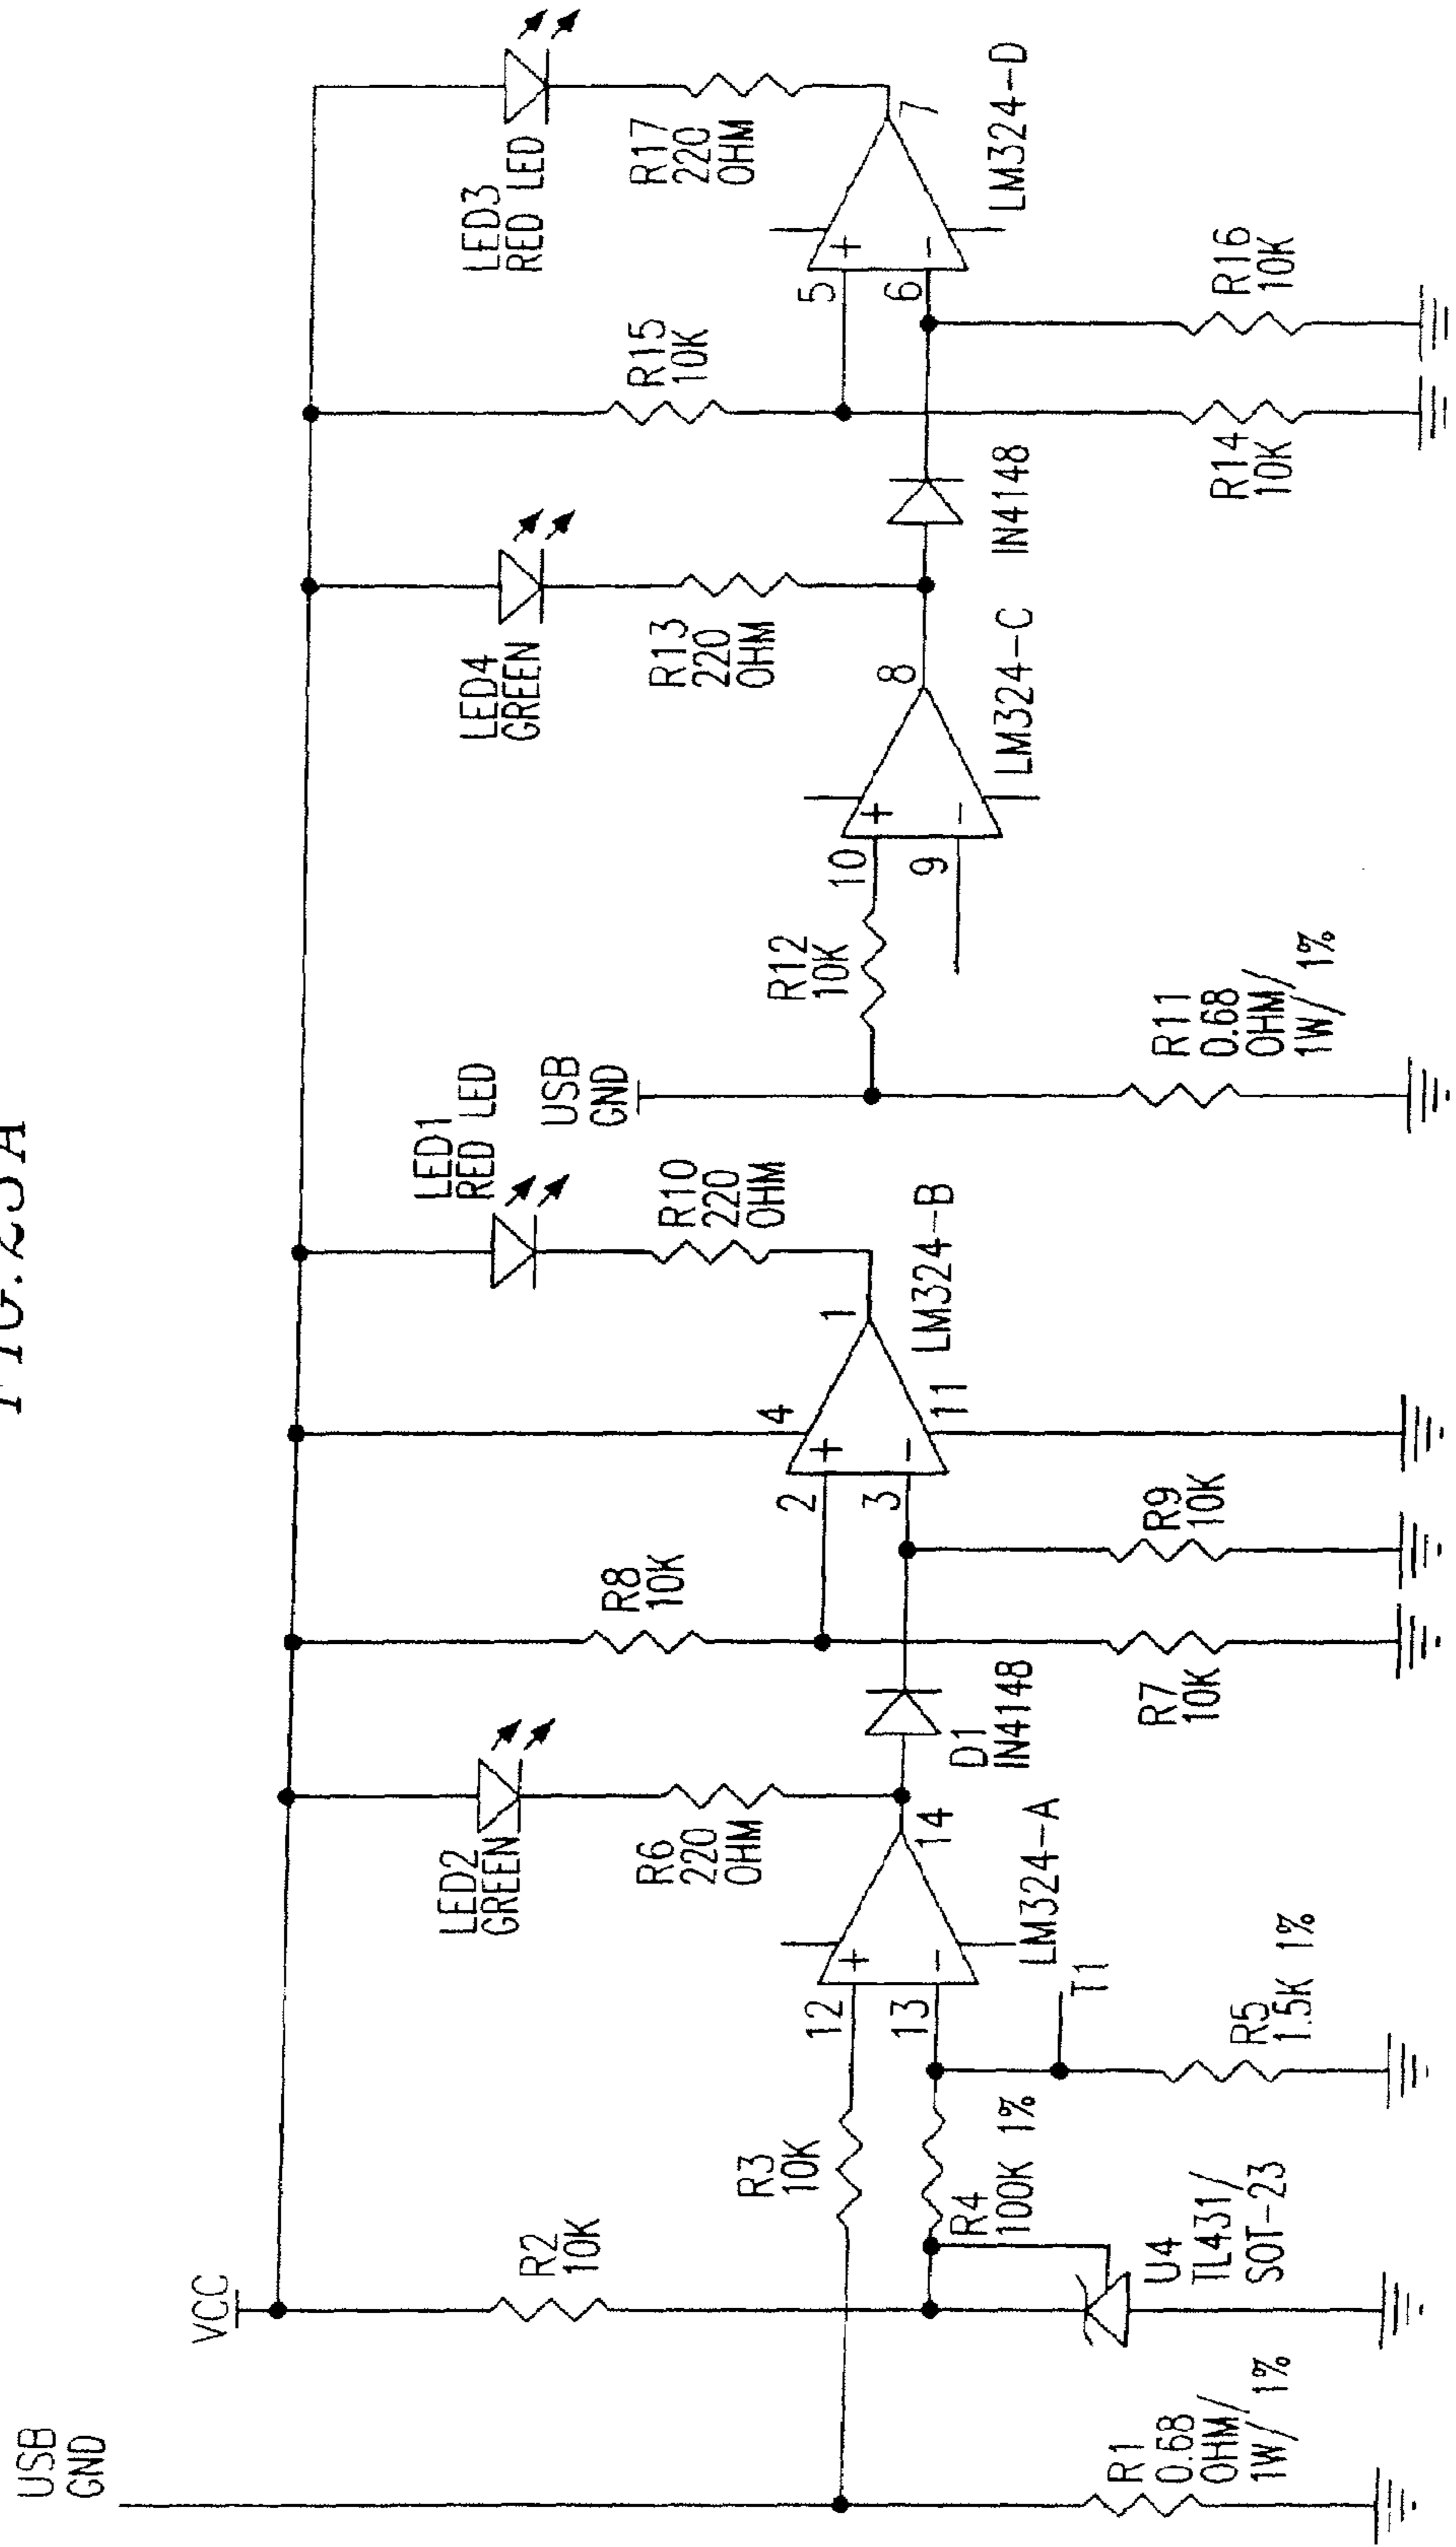 FIG. 23A
USB
GND
VCC
R1
0.68
OHM/
1W/ 1%
R2
10K
U4
TL431/
SOT-23
R3
10K
R4
100K 1%
12
13
T1
R5
1.5K 1%
+
-
LM324-A
14
LED2
GREEN
R6
220
OHM
D1
IN4148
R8
10K
R7
10K
R9
10K
2
3
4
11
+
-
1
LM324-B
LED1
RED LED
R10
220
OHM
USB
GND
R11
0.68
OHM/
1W/ 1%
R12
10K
10
9
+
-
8
LM324-C
LED4
GREEN
R13
220
OHM
IN4148
R15
10K
R14
10K
R16
10K
5
6
+
-
7
LM324-D
LED3
RED LED
R17
220
OHM